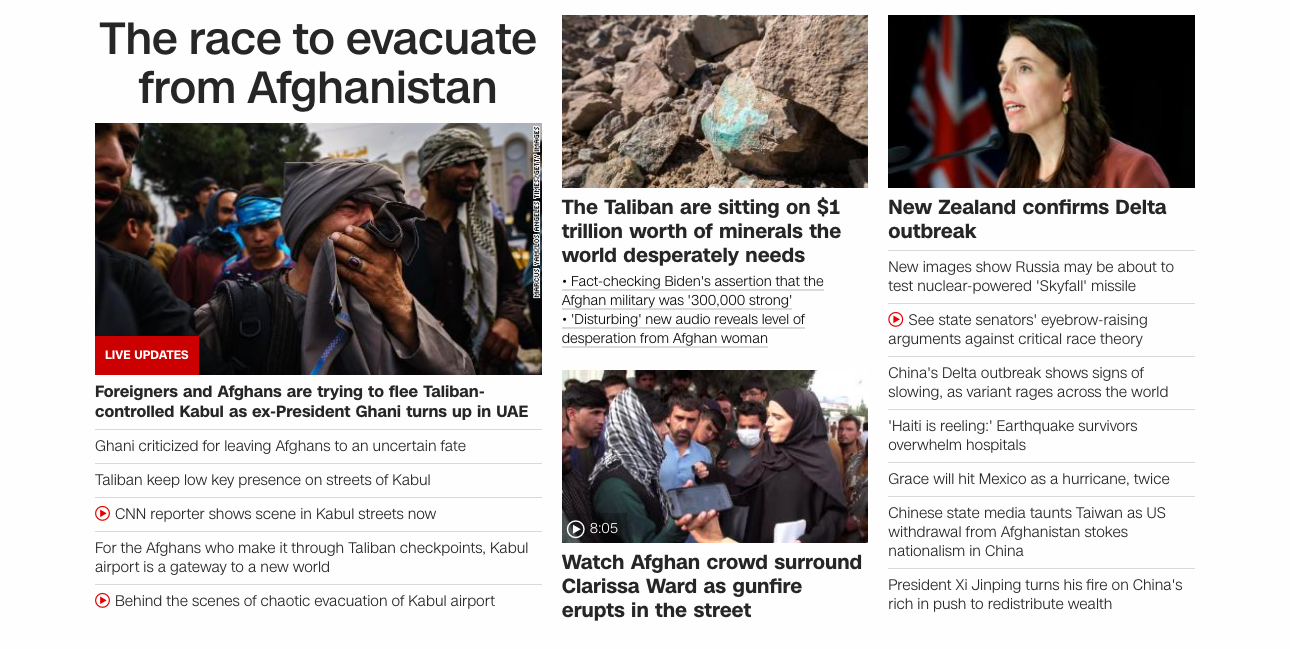 The race to evacuate
from Afghanistan
MARCUS YAM/LOS ANGELES TIMES/GETTY IMAGES
LIVE UPDATES
Foreigners and Afghans are trying to flee Taliban-
controlled Kabul as ex-President Ghani turns up in UAE
Ghani criticized for leaving Afghans to an uncertain fate
Taliban keep low key presence on streets of Kabul
CNN reporter shows scene in Kabul streets now
For the Afghans who make it through Taliban checkpoints, Kabul
airport is a gateway to a new world
Behind the scenes of chaotic evacuation of Kabul airport
The Taliban are sitting on $1
trillion worth of minerals the
world desperately needs
• Fact-checking Biden's assertion that the
Afghan military was '300,000 strong'
• 'Disturbing' new audio reveals level of
desperation from Afghan woman
8:05
Watch Afghan crowd surround
Clarissa Ward as gunfire
erupts in the street
New Zealand confirms Delta
outbreak
New images show Russia may be about to
test nuclear-powered 'Skyfall' missile
See state senators' eyebrow-raising
arguments against critical race theory
China's Delta outbreak shows signs of
slowing, as variant rages across the world
'Haiti is reeling:' Earthquake survivors
overwhelm hospitals
Grace will hit Mexico as a hurricane, twice
Chinese state media taunts Taiwan as US
withdrawal from Afghanistan stokes
nationalism in China
President Xi Jinping turns his fire on China's
rich in push to redistribute wealth